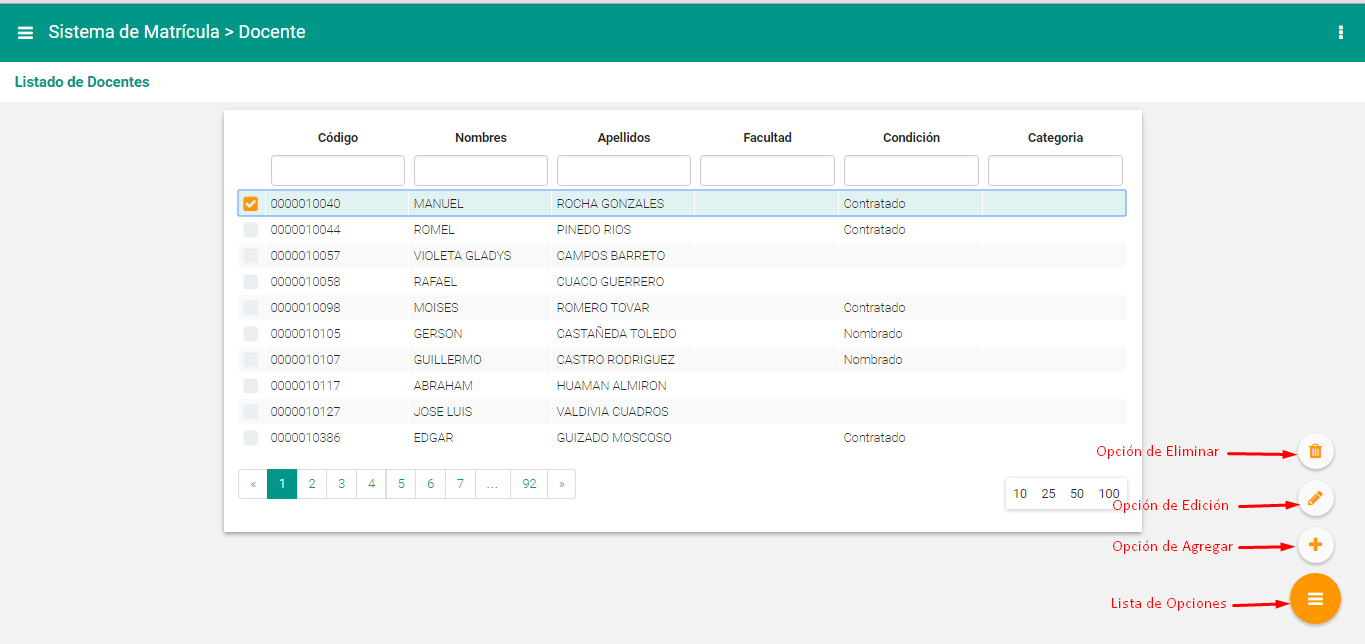 Sistema de Matrícula > Docente
Listado de Docentes
Código Nombres Apellidos Facultad Condición Categoria
0000010040 MANUEL ROCHA GONZALES Contratado
0000010044 ROMEL PINEDO RIOS Contratado
0000010057 VIOLETA GLADYS CAMPOS BARRETO
0000010058 RAFAEL CUACO GUERRERO
0000010098 MOISES ROMERO TOVAR Contratado
0000010105 GERSON CASTAÑEDA TOLEDO Nombrado
0000010107 GUILLERMO CASTRO RODRIGUEZ Nombrado
0000010117 ABRAHAM HUAMAN ALMIRON
0000010127 JOSE LUIS VALDIVIA CUADROS
0000010386 EDGAR GUIZADO MOSCOSO Contratado
« 1 2 3 4 5 6 7 ... 92 »
10 25 50 100
Opción de Eliminar
Opción de Edición
Opción de Agregar
Lista de Opciones